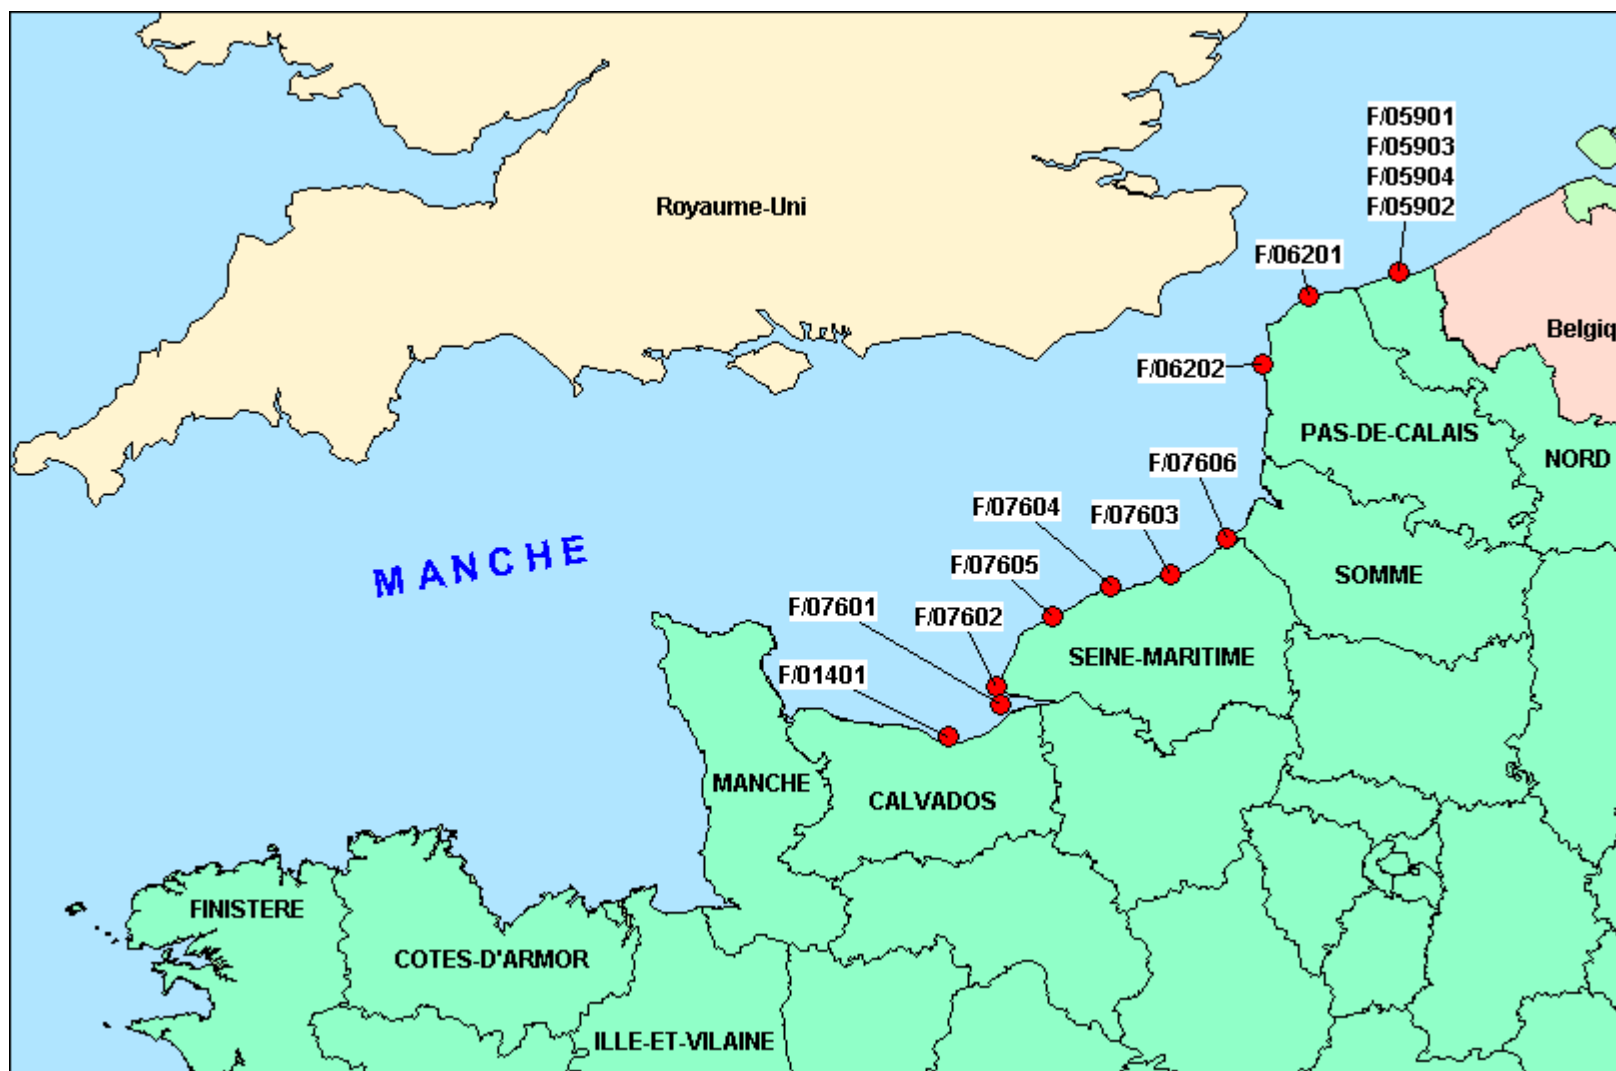 F/05901
F/05903
F/05904
F/05902
Royaume-Uni
F/06201
Belgiq
F/06202
PAS-DE-CALAIS
NORD
F/07606
F/07604
F/07603
MANCHE
F/07605
SOMME
F/07601
F/07602
SEINE-MARITIME
F/01401
MANCHE
CALVADOS
FINISTERE
COTES-D'ARMOR
ILLE-ET-VILAINE